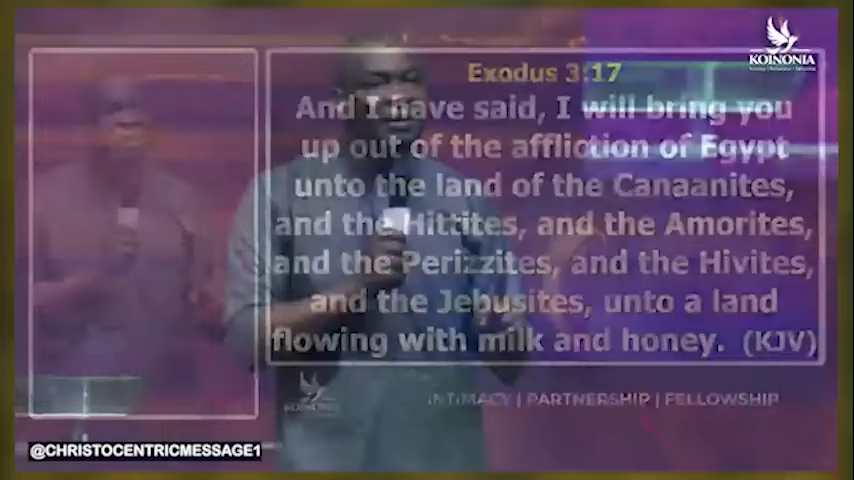 KOINONIA
Exodus 3:17
And I have said, I will bring you
up out of the affliction of Egypt
unto the land of the Canaanites,
and the Hittites, and the Amorites,
and the Perizzites, and the Hivites,
and the Jebusites, unto a land
flowing with milk and honey. (KJV)
KOINONIA
INTIMACY | PARTNERSHIP | FELLOWSHIP
@CHRISTOCENTRICMESSAGE1